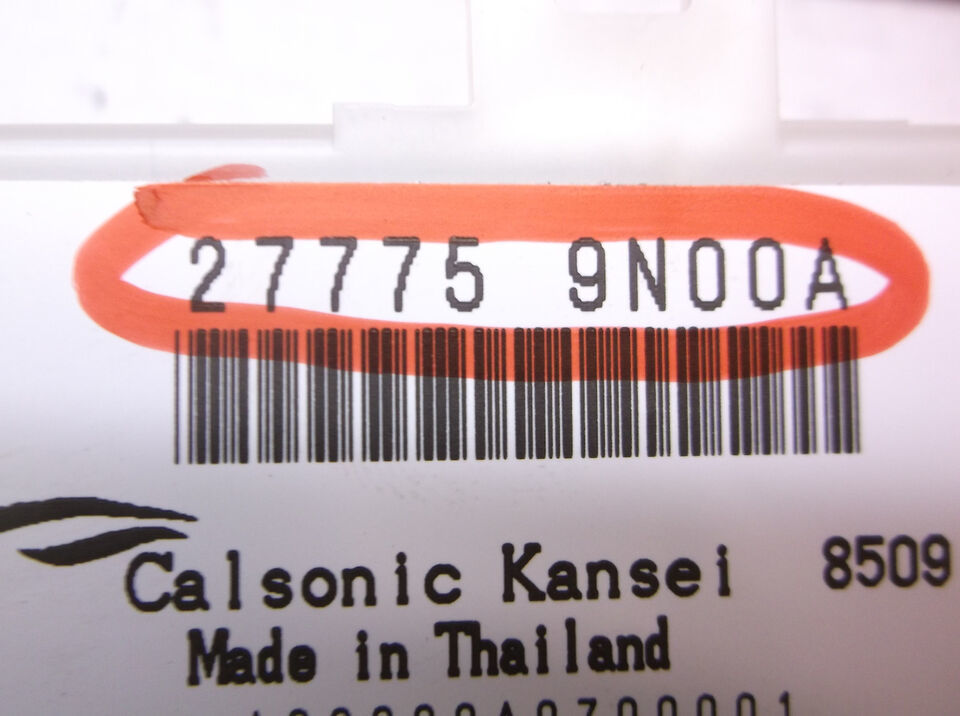 27775 9N00A
Calsonic Kansei 8509
Made in Thailand